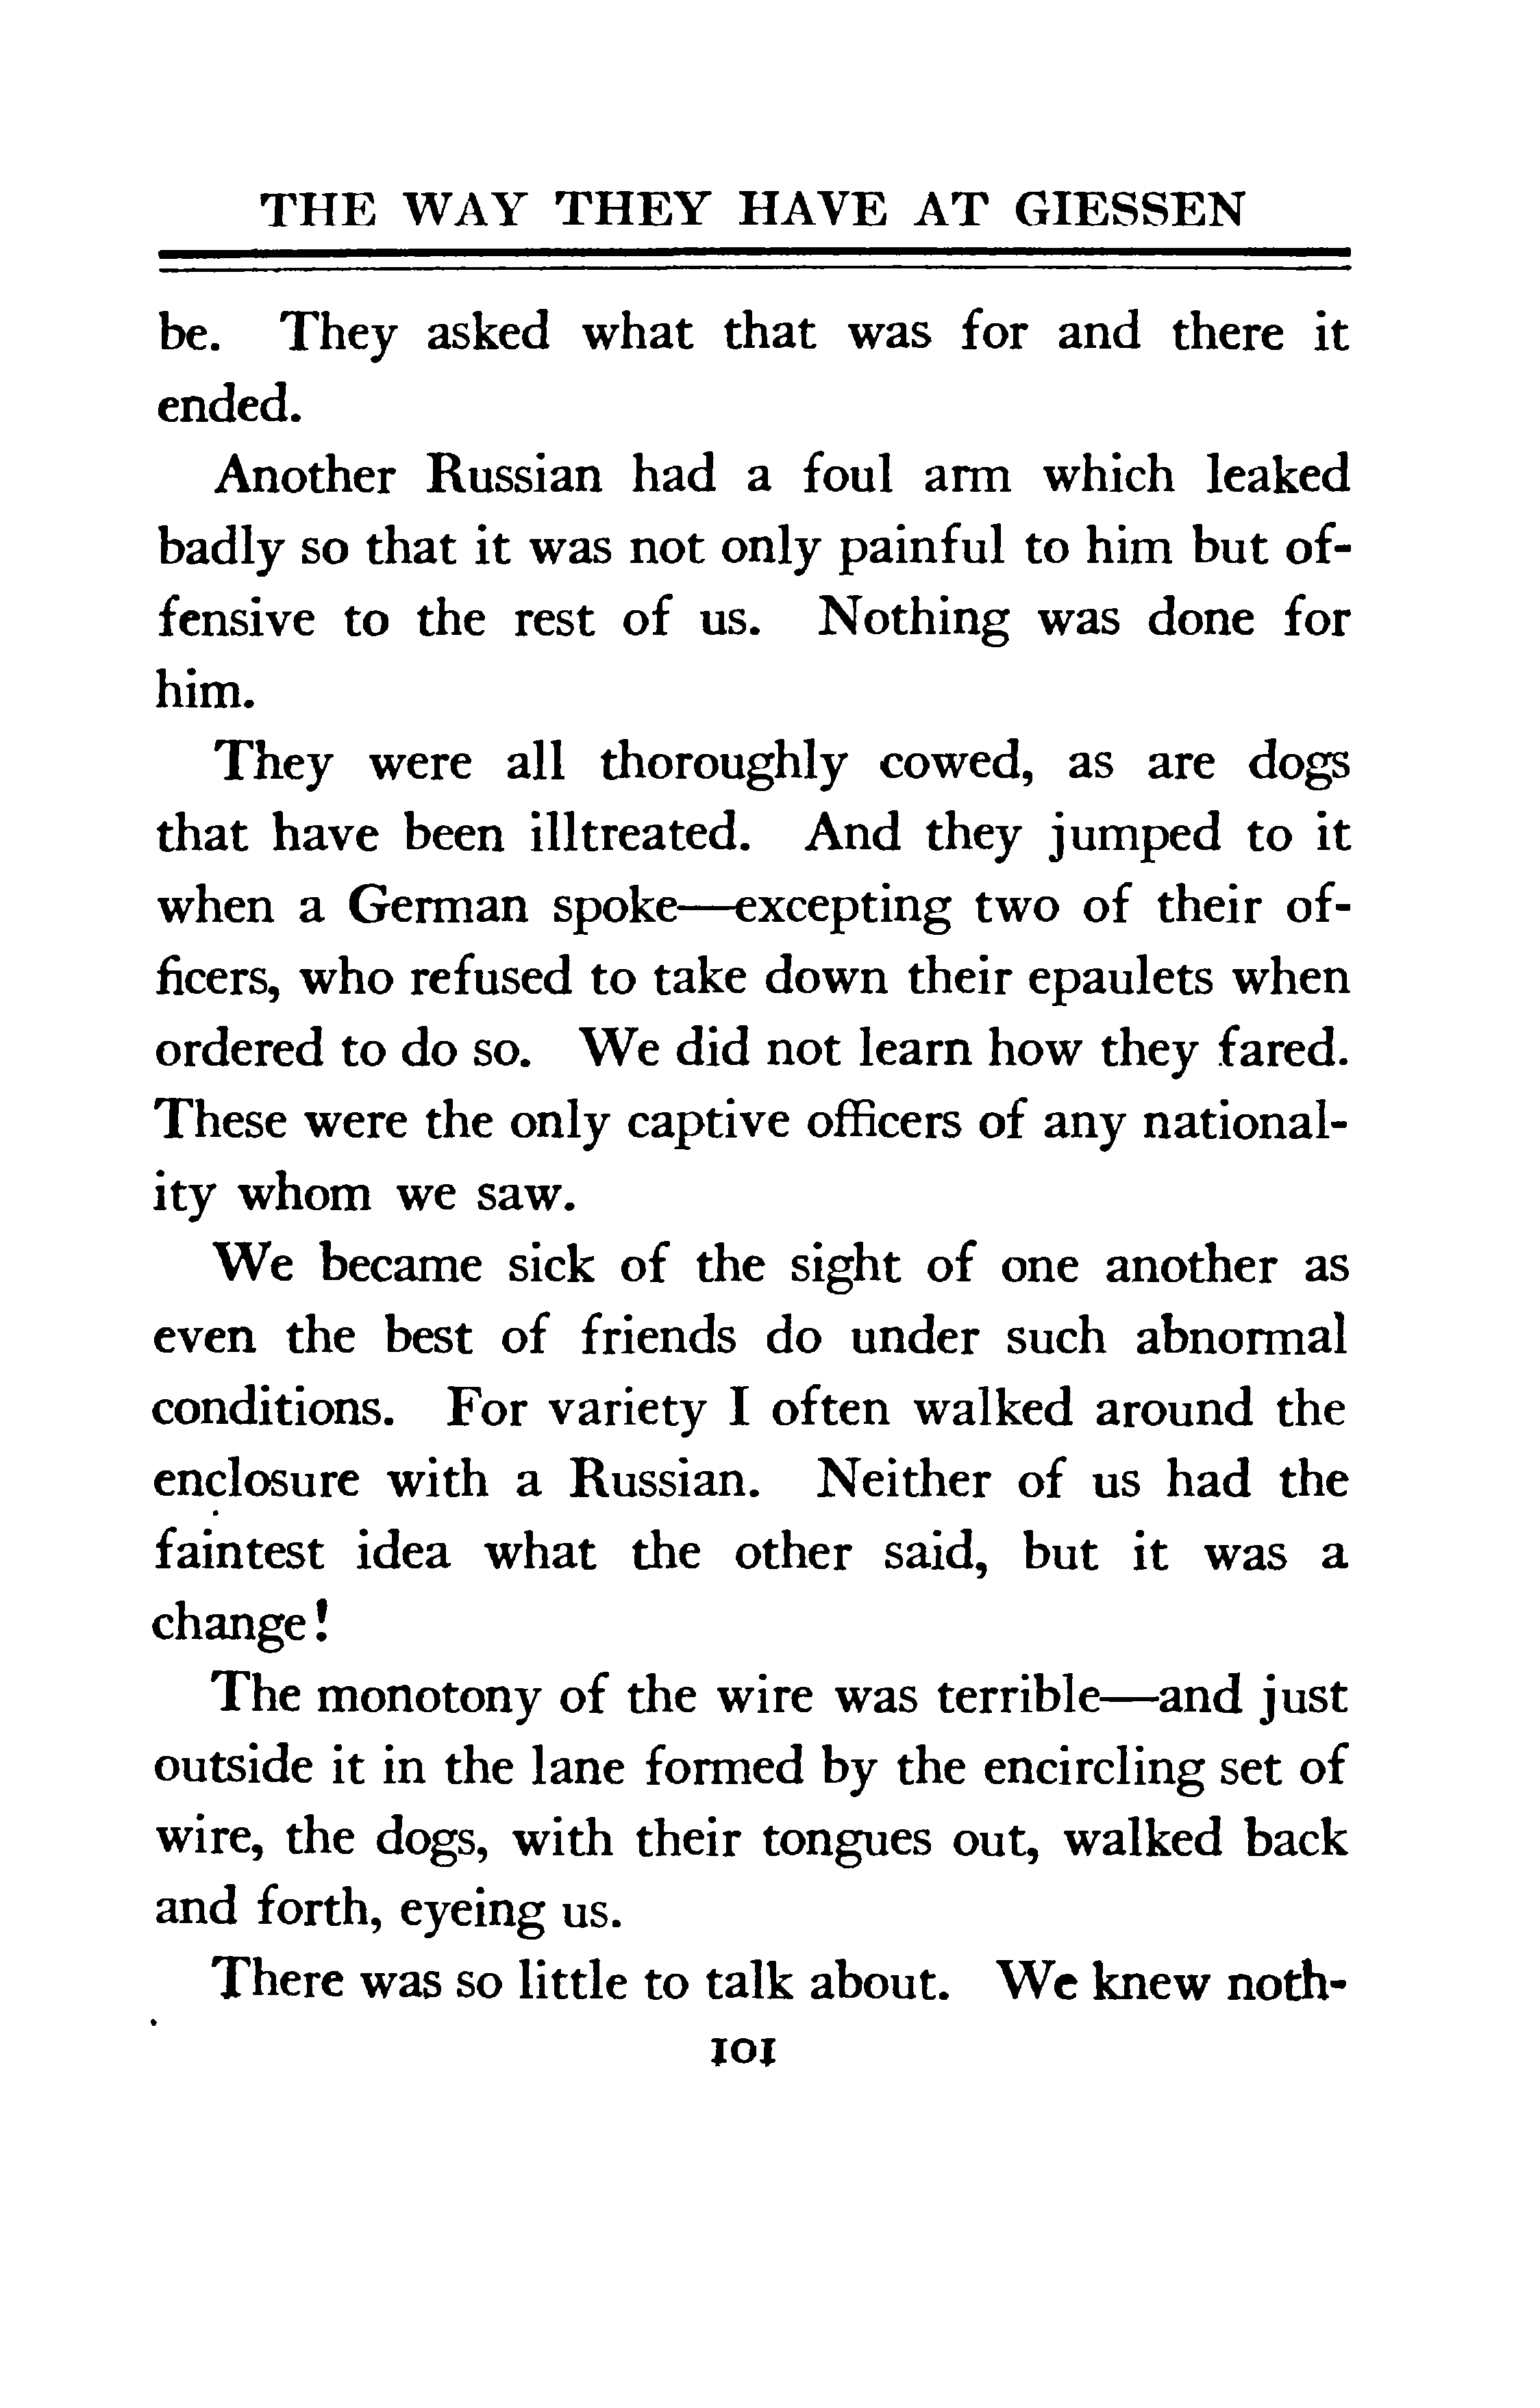 THE WAY THEY HAVE AT GIESSEN
be. They asked what that was for and there it
ended.
Another Russian had a foul arm which leaked
badly so that it was not only painful to him but of-
fensive to the rest of us. Nothing was done for
him.
They were all thoroughly cowed, as are dogs
that have been illtreated. And they jumped to it
when a German spoke—excepting two of their of-
ficers, who refused to take down their epaulets when
ordered to do so. We did not learn how they fared.
These were the only captive officers of any national-
ity whom we saw.
We became sick of the sight of one another as
even the best of friends do under such abnormal
conditions. For variety I often walked around the
enclosure with a Russian. Neither of us had the
faintest idea what the other said, but it was a
change!
The monotony of the wire was terrible—and just
outside it in the lane formed by the encircling set of
wire, the dogs, with their tongues out, walked back
and forth, eyeing us.
There was so little to talk about. We knew noth-
101